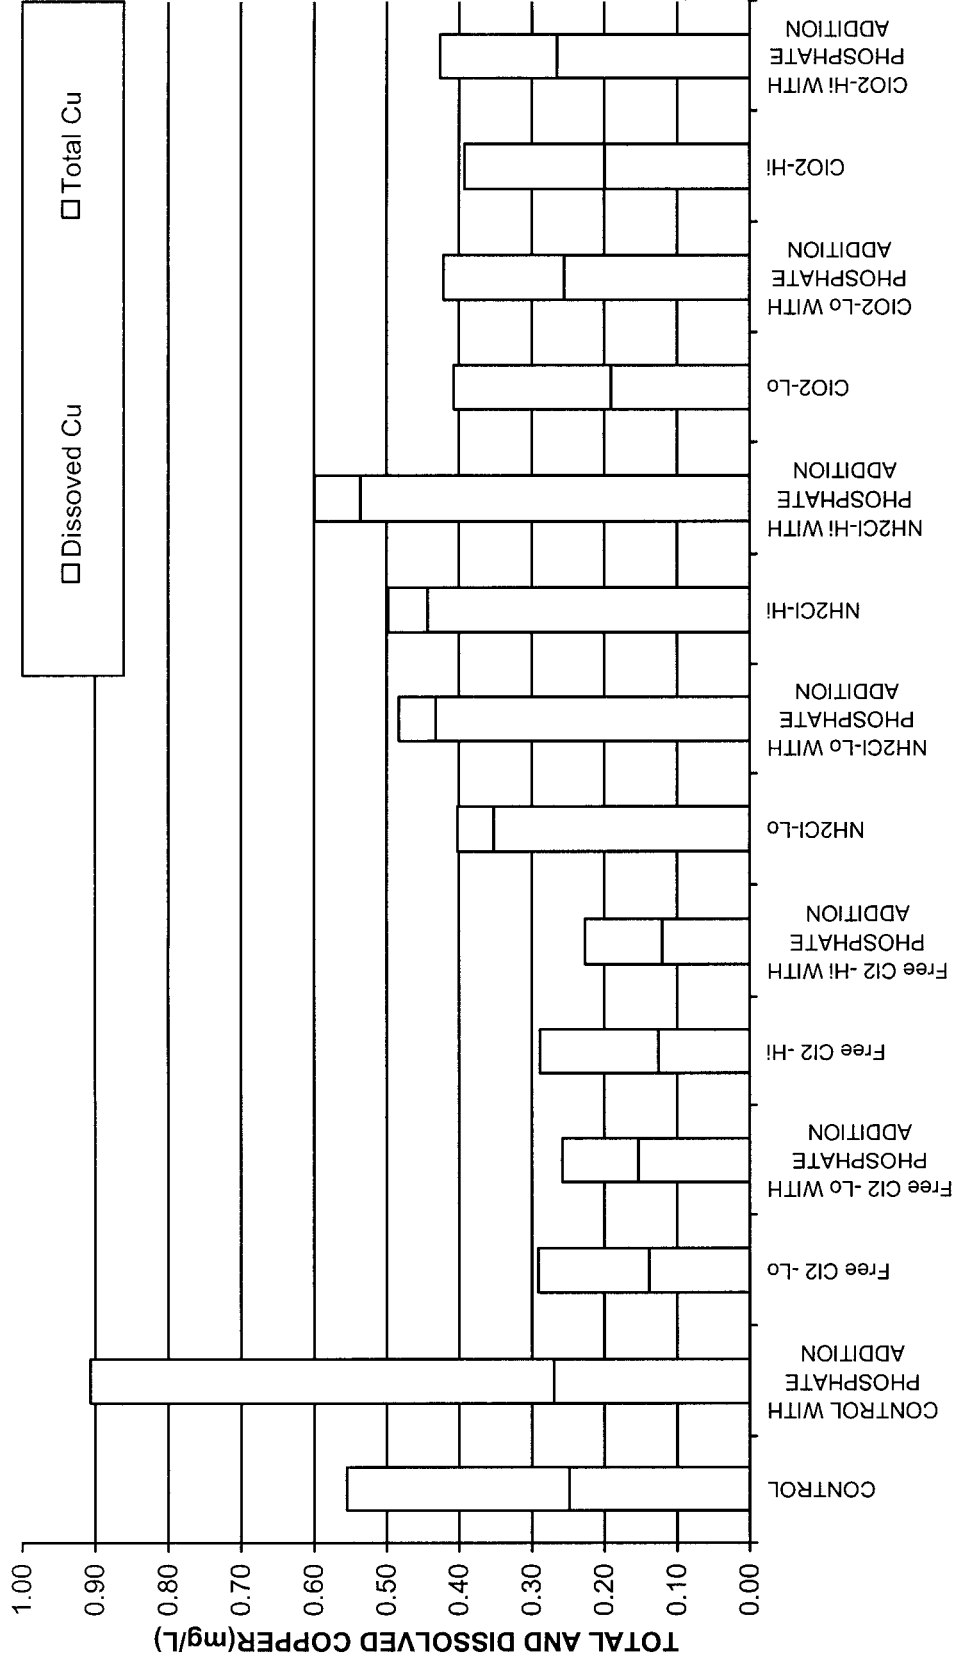 Dissoved Cu
Total Cu
TOTAL AND DISSOLVED COPPER(mg/L)
1.00
0.90
0.80
0.70
0.60
0.50
0.40
0.30
0.20
0.10
0.00
CONTROL
CONTROL WITH
PHOSPHATE
ADDITION
Free Cl2 -Lo
Free Cl2 -Lo WITH
PHOSPHATE
ADDITION
Free Cl2 -Hi
Free Cl2 -Hi WITH
PHOSPHATE
ADDITION
NH2Cl-Lo
NH2Cl-Lo WITH
PHOSPHATE
ADDITION
NH2Cl-Hi
NH2Cl-Hi WITH
PHOSPHATE
ADDITION
ClO2-Lo
ClO2-Lo WITH
PHOSPHATE
ADDITION
ClO2-Hi
ClO2-Hi WITH
PHOSPHATE
ADDITION